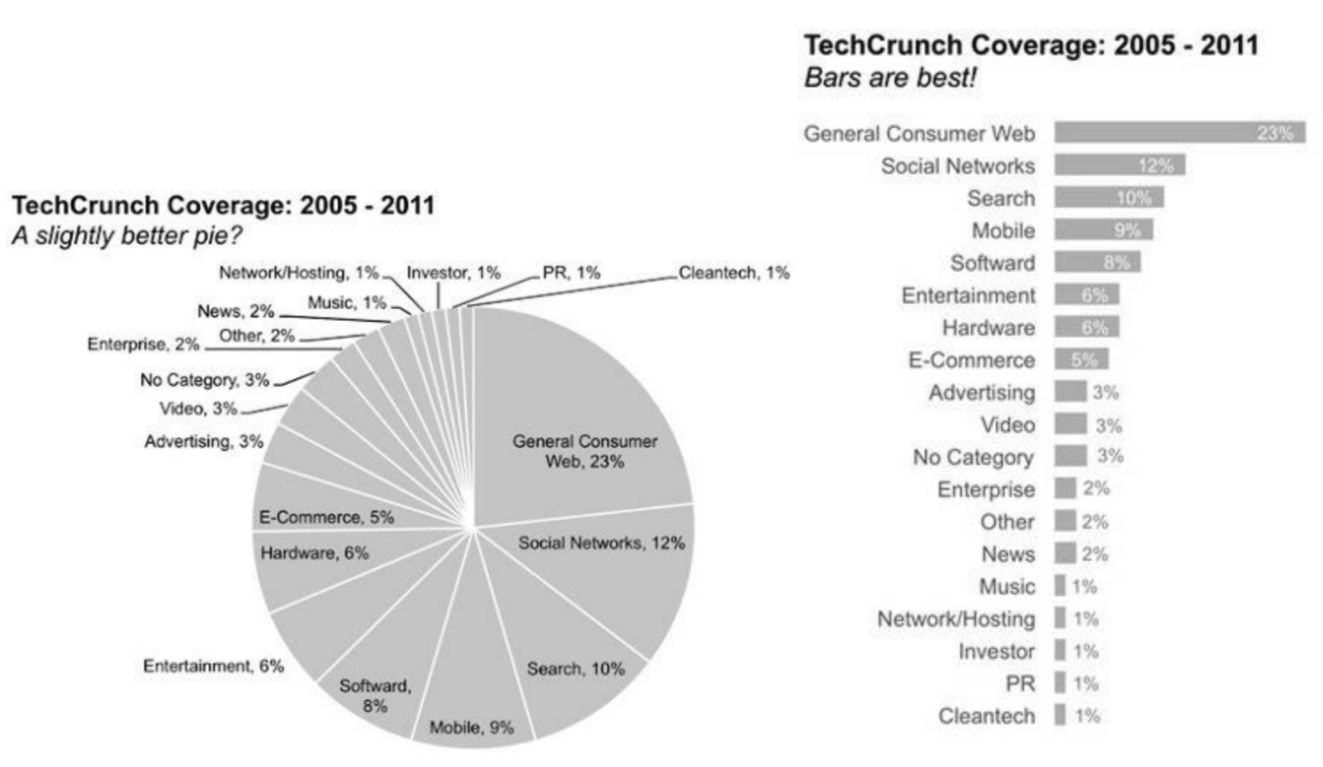 TechCrunch Coverage: 2005 - 2011
A slightly better pie?
Network/Hosting, 1%
Investor, 1%
PR, 1%
Cleantech, 1%
Music, 1%
News, 2%
Other, 2%
Enterprise, 2%
No Category, 3%
Video, 3%
Advertising, 3%
General Consumer
Web, 23%
E-Commerce, 5%
Social Networks, 12%
Hardware, 6%
Entertainment, 6%
Search, 10%
Softward,
8%
Mobile, 9%
TechCrunch Coverage: 2005 - 2011
Bars are best!
General Consumer Web 23%
Social Networks 12%
Search 10%
Mobile 9%
Softward 8%
Entertainment 6%
Hardware 6%
E-Commerce 5%
Advertising 3%
Video 3%
No Category 3%
Enterprise 2%
Other 2%
News 2%
Music 1%
Network/Hosting 1%
Investor 1%
PR 1%
Cleantech 1%